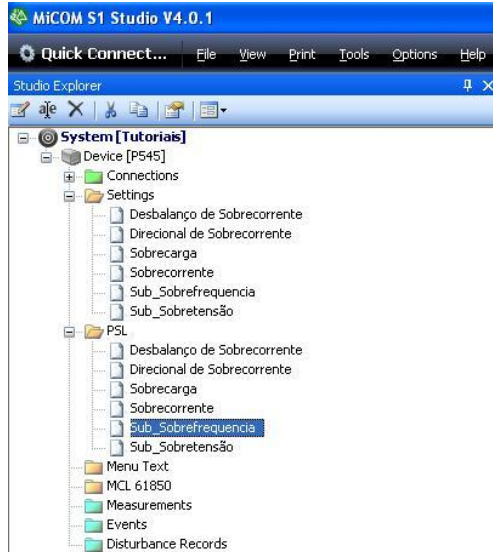 MiCOM S1 Studio V4.0.1
Quick Connect... File View Print Tools Options Help
Studio Explorer
System [Tutoriais]
Device [P545]
Connections
Settings
Desbalanço de Sobrecorrente
Direcional de Sobrecorrente
Sobrecarga
Sobrecorrente
Sub_Sobrefrequencia
Sub_Sobretensão
PSL
Desbalanço de Sobrecorrente
Direcional de Sobrecorrente
Sobrecarga
Sobrecorrente
Sub_Sobrefrequencia
Sub_Sobretensão
Menu Text
MCL 61850
Measurements
Events
Disturbance Records